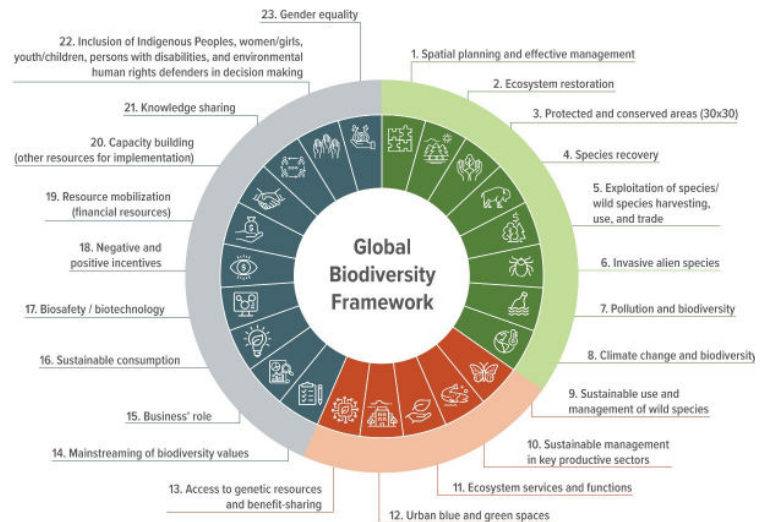 23. Gender equality
22. Inclusion of Indigenous Peoples, women/girls,
youth/children, persons with disabilities, and environmental
human rights defenders in decision making
21. Knowledge sharing
20. Capacity building
(other resources for implementation)
19. Resource mobilization
(financial resources)
18. Negative and
positive incentives
17. Biosafety / biotechnology
16. Sustainable consumption
15. Business' role
14. Mainstreaming of biodiversity values
13. Access to genetic resources
and benefit-sharing
12. Urban blue and green spaces
11. Ecosystem services and functions
10. Sustainable management
in key productive sectors
9. Sustainable use and
management of wild species
8. Climate change and biodiversity
7. Pollution and biodiversity
6. Invasive alien species
5. Exploitation of species/
wild species harvesting,
use, and trade
4. Species recovery
3. Protected and conserved areas (30x30)
2. Ecosystem restoration
1. Spatial planning and effective management
Global
Biodiversity
Framework